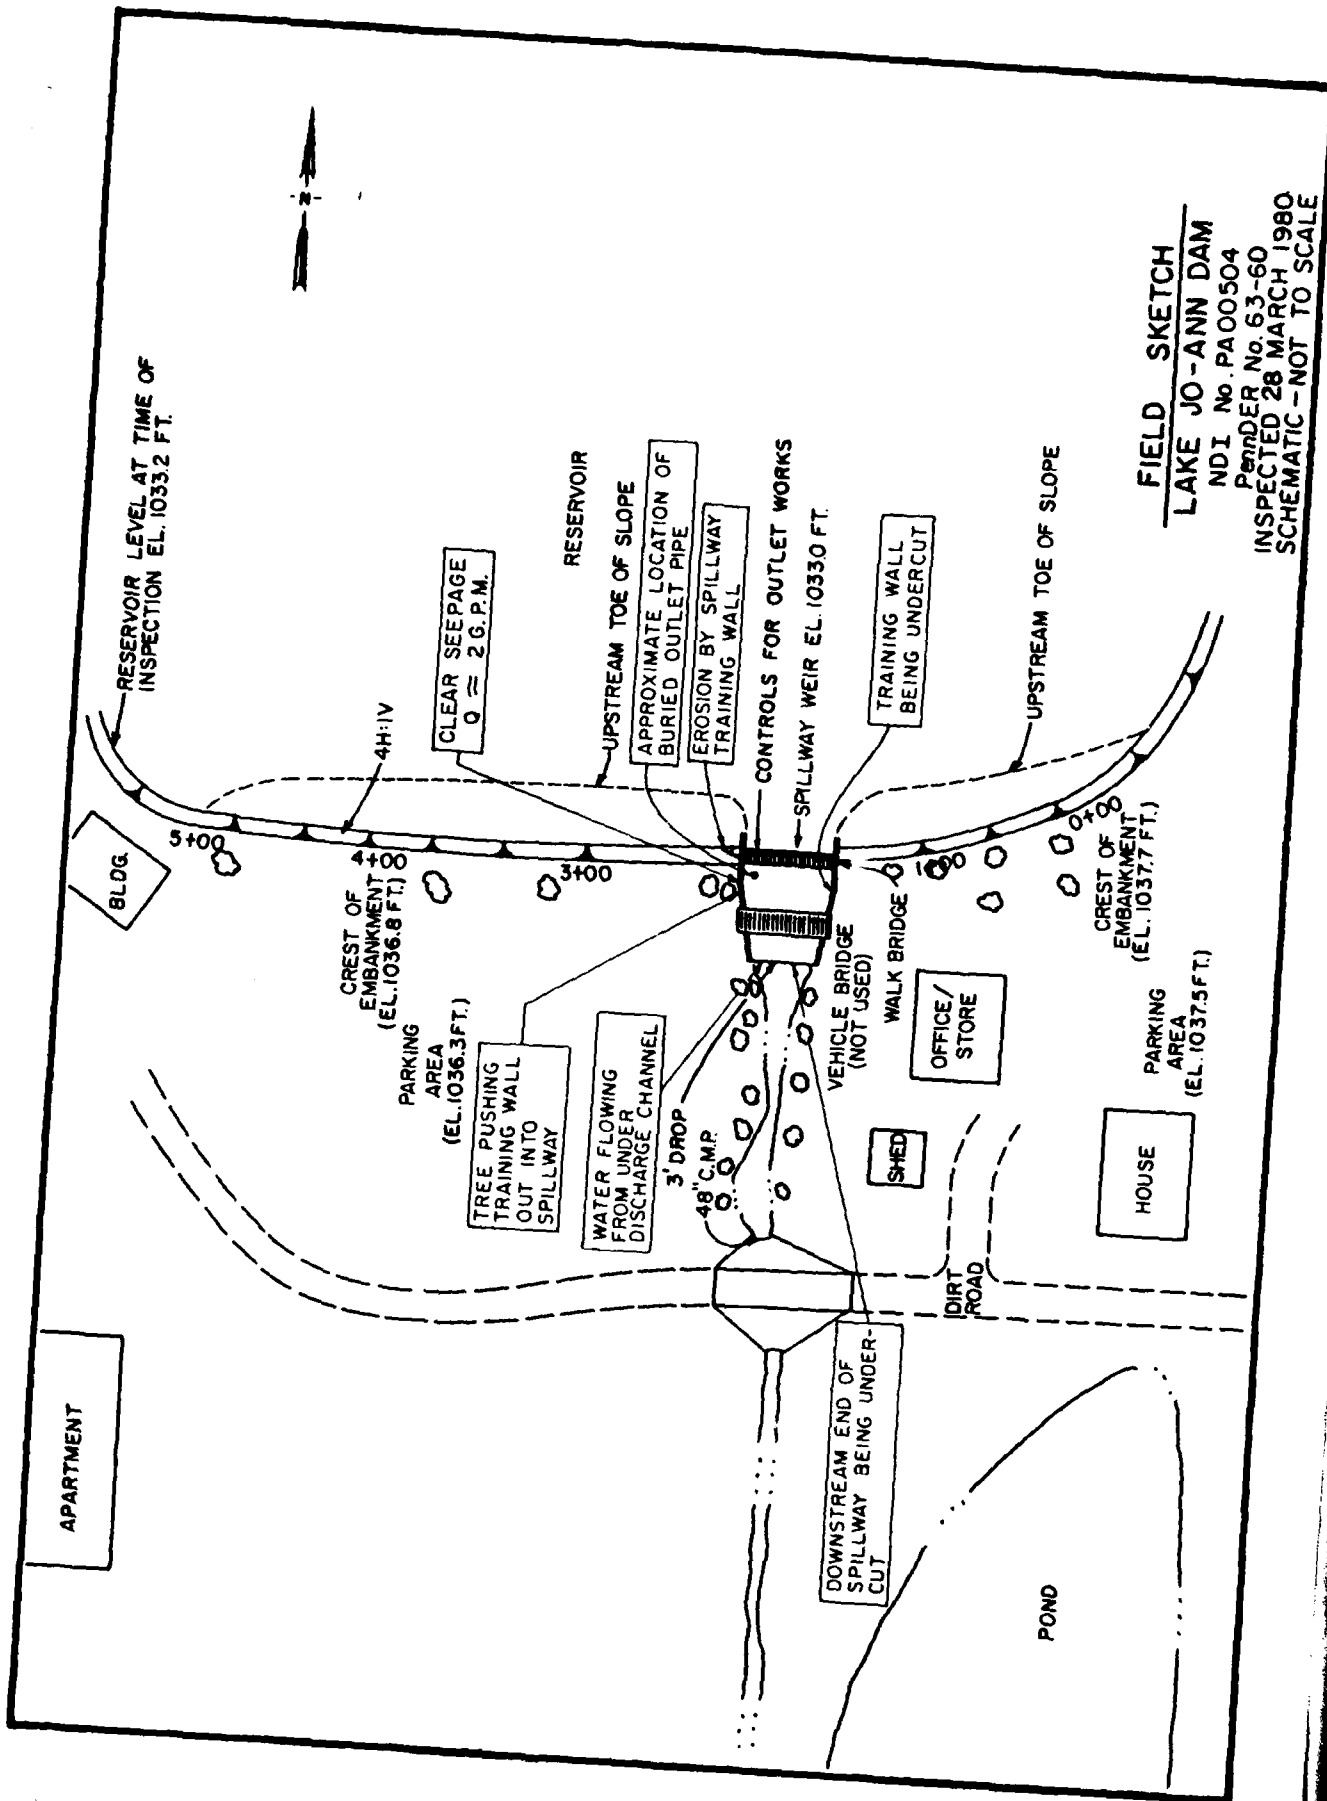 RESERVOIR LEVEL AT TIME OF
INSPECTION EL. 1033.2 FT.
N
BLDG.
5+00
4H:1V
4+00
CREST OF
EMBANKMENT
(EL. 1036.8 FT.)
PARKING
AREA
(EL. 1036.3 FT.)
APARTMENT
CLEAR SEEPAGE
Q ≈ 2 G.P.M.
3+00
RESERVOIR
UPSTREAM TOE OF SLOPE
APPROXIMATE LOCATION OF
BURIED OUTLET PIPE
EROSION BY SPILLWAY
TRAINING WALL
CONTROLS FOR OUTLET WORKS
SPILLWAY WEIR EL. 1033.0 FT.
TRAINING WALL
BEING UNDERCUT
UPSTREAM TOE OF SLOPE
TREE PUSHING
TRAINING WALL
OUT INTO
SPILLWAY
WATER FLOWING
FROM UNDER
DISCHARGE CHANNEL
3' DROP
48" C.M.P.
VEHICLE BRIDGE
(NOT USED)
WALK BRIDGE
1+00
0+00
CREST OF
EMBANKMENT
(EL. 1037.7 FT.)
OFFICE/
STORE
PARKING
AREA
(EL. 1037.5 FT.)
SHED
HOUSE
DIRT
ROAD
DOWNSTREAM END OF
SPILLWAY BEING UNDER-
CUT
POND
FIELD SKETCH
LAKE JO-ANN DAM
NDI No. PA00504
PennDER No. 63-60
INSPECTED 28 MARCH 1980
SCHEMATIC - NOT TO SCALE